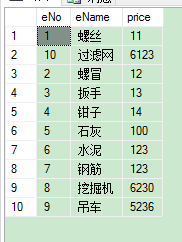 eNo eName price
1 1 螺丝 11
2 10 过滤网 6123
3 2 螺冒 12
4 3 扳手 13
5 4 钳子 14
6 5 石灰 100
7 6 水泥 123
8 7 钢筋 123
9 8 挖掘机 6230
10 9 吊车 5236